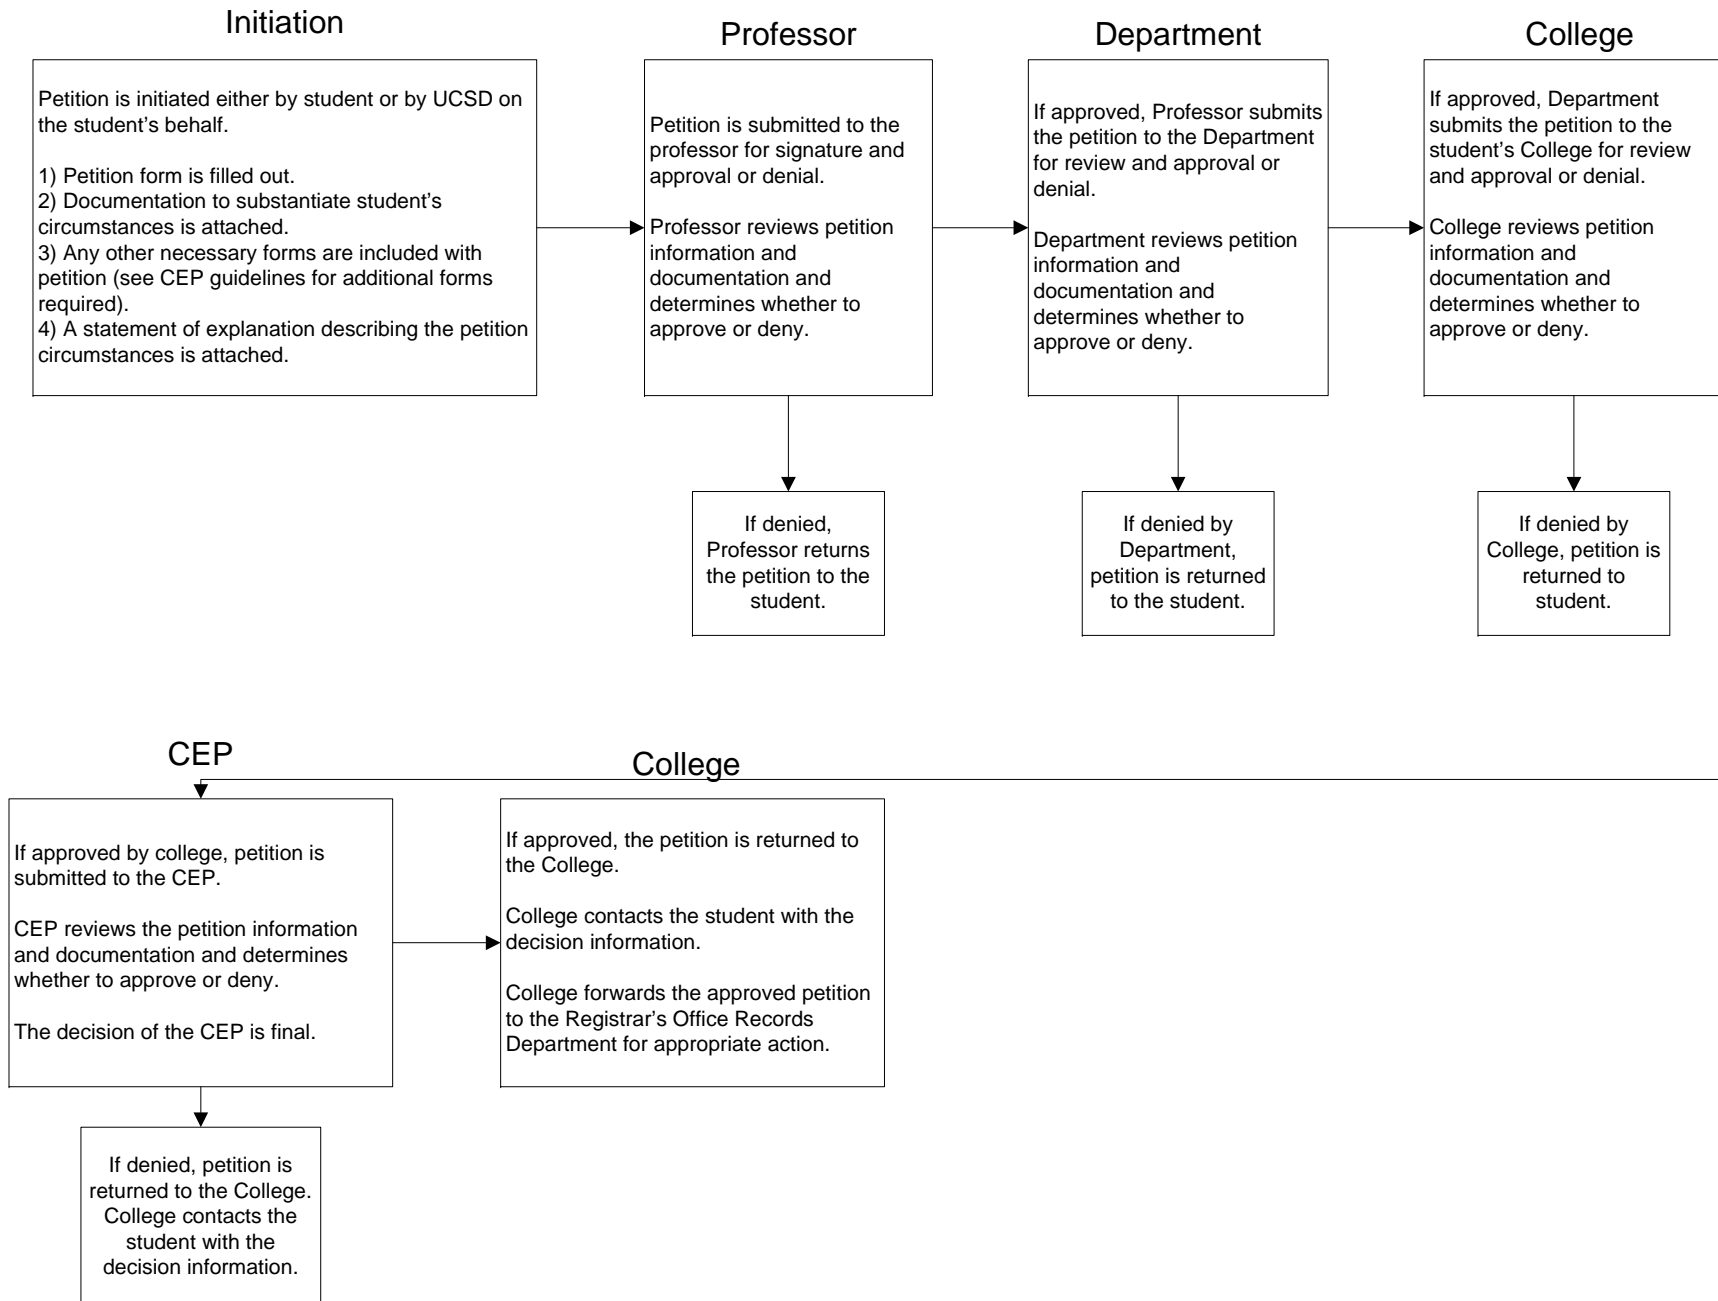 Initiation
Petition is initiated either by student or by UCSD on
the student’s behalf.
1) Petition form is filled out.
2) Documentation to substantiate student’s
circumstances is attached.
3) Any other necessary forms are included with
petition (see CEP guidelines for additional forms
required).
4) A statement of explanation describing the petition
circumstances is attached.
Professor
Petition is submitted to the
professor for signature and
approval or denial.
Professor reviews petition
information and
documentation and
determines whether to
approve or deny.
If denied,
Professor returns
the petition to the
student.
Department
If approved, Professor submits
the petition to the Department
for review and approval or
denial.
Department reviews petition
information and
documentation and
determines whether to
approve or deny.
If denied by
Department,
petition is returned
to the student.
College
If approved, Department
submits the petition to the
student’s College for review
and approval or denial.
College reviews petition
information and
documentation and
determines whether to
approve or deny.
If denied by
College, petition is
returned to
student.
CEP
If approved by college, petition is
submitted to the CEP.
CEP reviews the petition information
and documentation and determines
whether to approve or deny.
The decision of the CEP is final.
If denied, petition is
returned to the College.
College contacts the
student with the
decision information.
College
If approved, the petition is returned to
the College.
College contacts the student with the
decision information.
College forwards the approved petition
to the Registrar’s Office Records
Department for appropriate action.